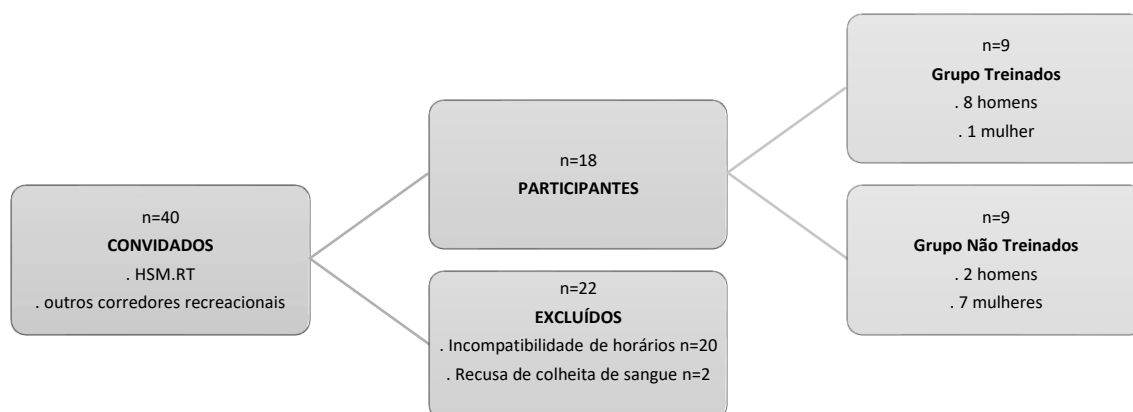 n=40
CONVIDADOS
. HSM.RT
. outros corredores recreacionais
n=18
PARTICIPANTES
n=22
EXCLUÍDOS
. Incompatibilidade de horários n=20
. Recusa de colheita de sangue n=2
n=9
Grupo Treinados
. 8 homens
. 1 mulher
n=9
Grupo Não Treinados
. 2 homens
. 7 mulheres